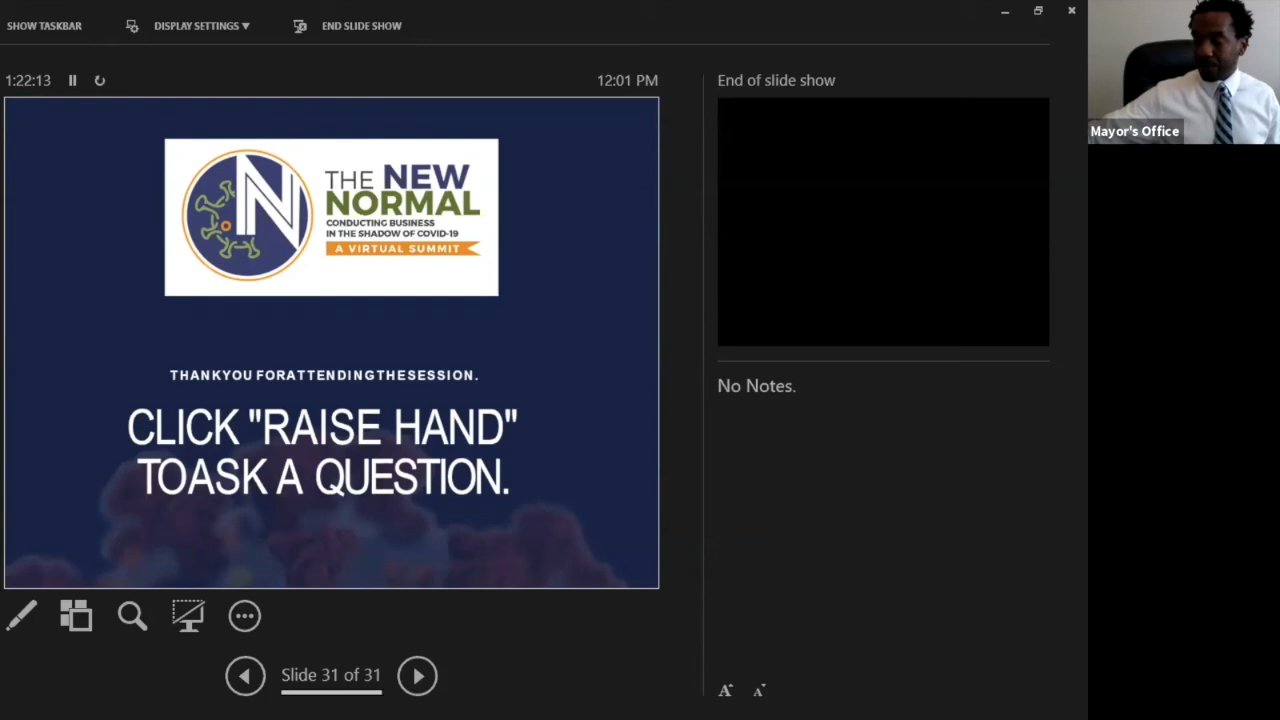 SHOW TASKBAR
DISPLAY SETTINGS ▼
END SLIDE SHOW
1:22:13
12:01 PM
End of slide show
N
THE NEW
NORMAL
CONDUCTING BUSINESS
IN THE SHADOW OF COVID-19
A VIRTUAL SUMMIT
THANKYOU FORATTENDINGTHESESSION.
CLICK "RAISE HAND"
TOASK A QUESTION.
No Notes.
Slide 31 of 31
A A
Mayor's Office